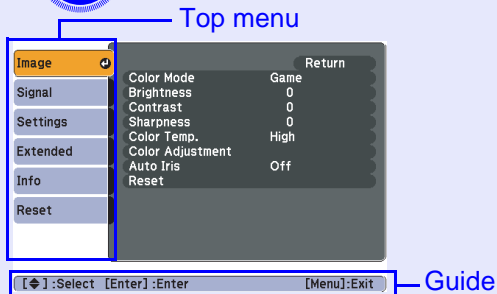 Top menu
Image
Signal
Settings
Extended
Info
Reset
Return
Color Mode Game
Brightness 0
Contrast 0
Sharpness 0
Color Temp. High
Color Adjustment
Auto Iris Off
Reset
[◆] :Select [Enter] :Enter [Menu]:Exit
Guide